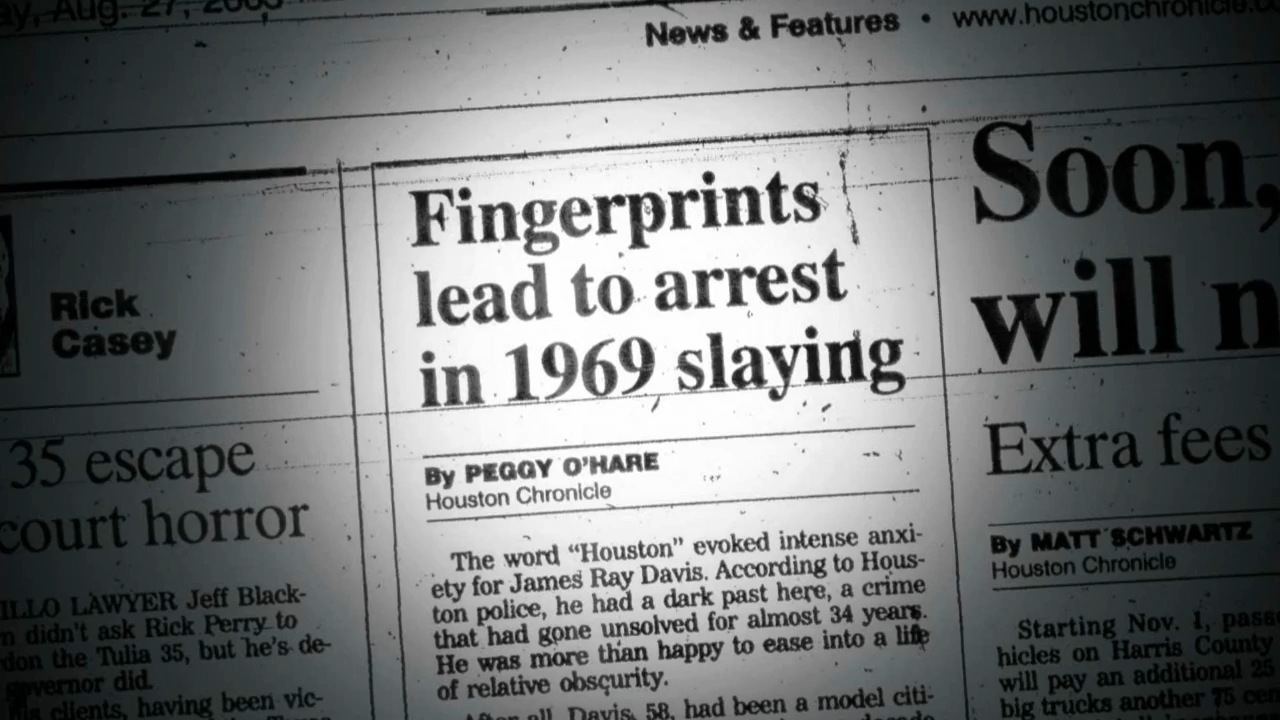 ay, Aug. 27, 2003,
News & Features • www.houstonchronicle.c
Rick
Casey
35 escape
court horror
ILLO LAWYER Jeff Black-
n didn't ask Rick Perry to
don the Tulia 35, but he's de-
governor did.
s clients, having been vic-
Fingerprints
lead to arrest
in 1969 slaying
By PEGGY O'HARE
Houston Chronicle
The word “Houston” evoked intense anxi-
ety for James Ray Davis. According to Hous-
ton police, he had a dark past here, a crime
that had gone unsolved for almost 34 years.
He was more than happy to ease into a life
of relative obscurity.
After all, Davis, 58, had been a model citi-
Soon,
will n
Extra fees
By MATT SCHWARTZ
Houston Chronicle
Starting Nov. 1, pass
hicles on Harris County
will pay an additional 25
big trucks another 75 cen